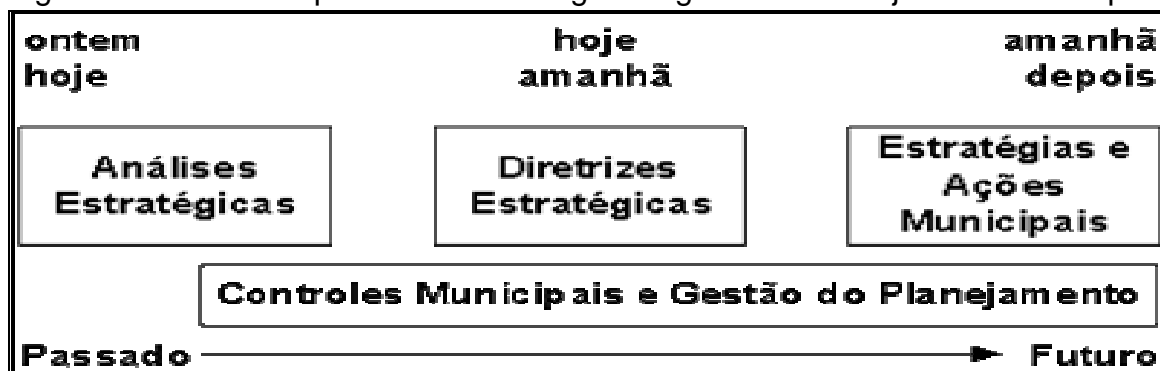 ontem hoje amanhã
hoje amanhã depois
Análises
Estratégicas
Diretrizes
Estratégicas
Estratégias e
Ações
Municipais
Controles Municipais e Gestão do Planejamento
Passado Futuro